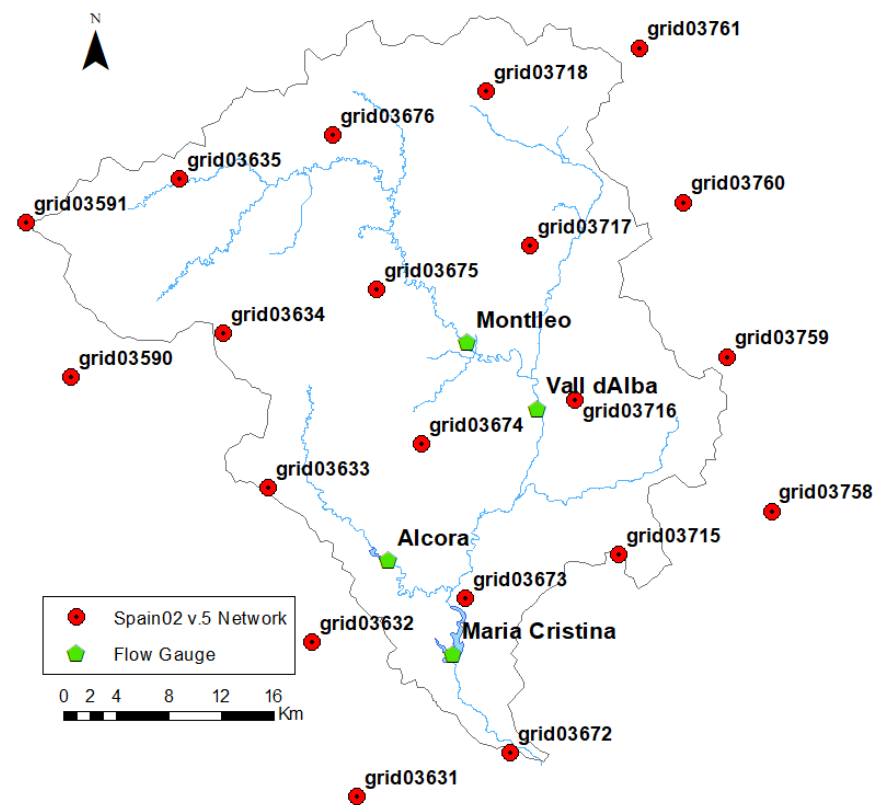 N
grid03761
grid03718
grid03676
grid03635
grid03760
grid03591
grid03717
grid03675
Montlleo
grid03634
grid03759
grid03590
Vall dAlba
grid03716
grid03674
grid03633
grid03758
Alcora
grid03715
grid03673
Spain02 v.5 Network
grid03632
Maria Cristina
Flow Gauge
0 2 4 8 12 16
Km
grid03672
grid03631